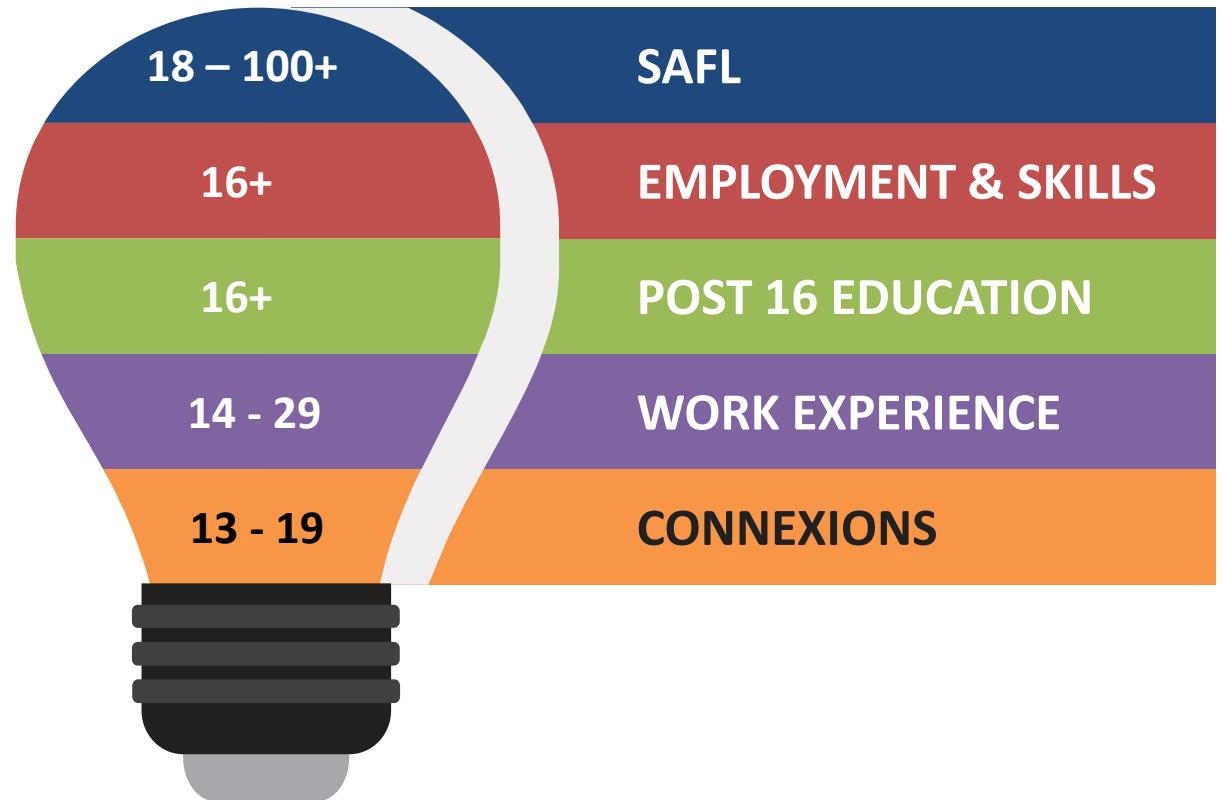 18 – 100+ SAFL
16+ EMPLOYMENT & SKILLS
16+ POST 16 EDUCATION
14 - 29 WORK EXPERIENCE
13 - 19 CONNEXIONS